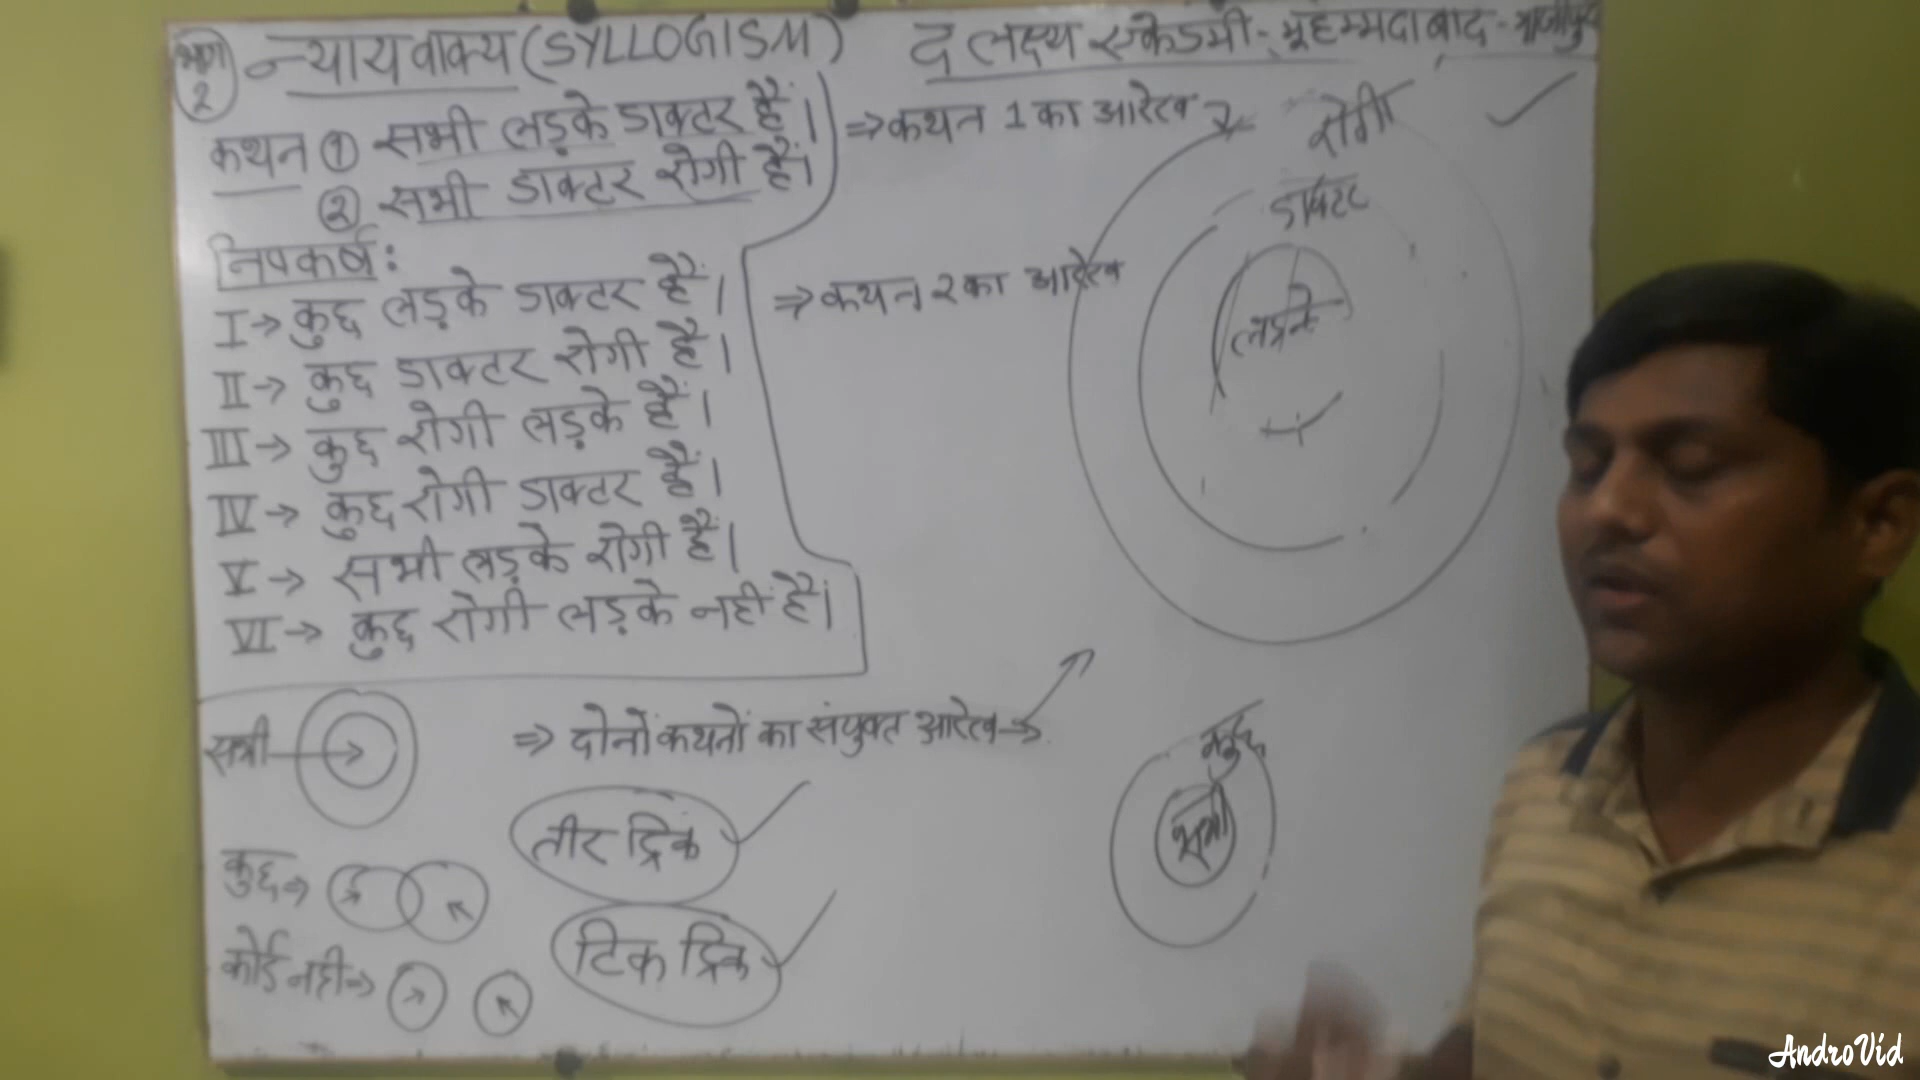 भाग 2
न्यायवाक्य (SYLLOGISM)
द लक्ष्य एकेडमी - मुहम्मदाबाद - गाजीपुर
कथन ① सभी लड़के डाक्टर हैं।
② सभी डाक्टर रोगी हैं।
निषकर्ष:
I → कुछ लड़के डाक्टर हैं।
II → कुछ डाक्टर रोगी हैं।
III → कुछ रोगी लड़के हैं।
IV → कुछ रोगी डाक्टर हैं।
V → सभी लड़के रोगी हैं।
VI → कुछ रोगी लड़के नहीं हैं।
⇒ कथन 1 का आरेख
⇒ कथन २ का आरेख
रोगी
डाक्टर
लड़के
सभी
⇒ दोनों कथनों का संयुक्त आरेख →
कुछ ⇒
कोई नहीं ⇒
तीर ट्रिक
टिक ट्रिक
कुछ
सभी
AndroVid